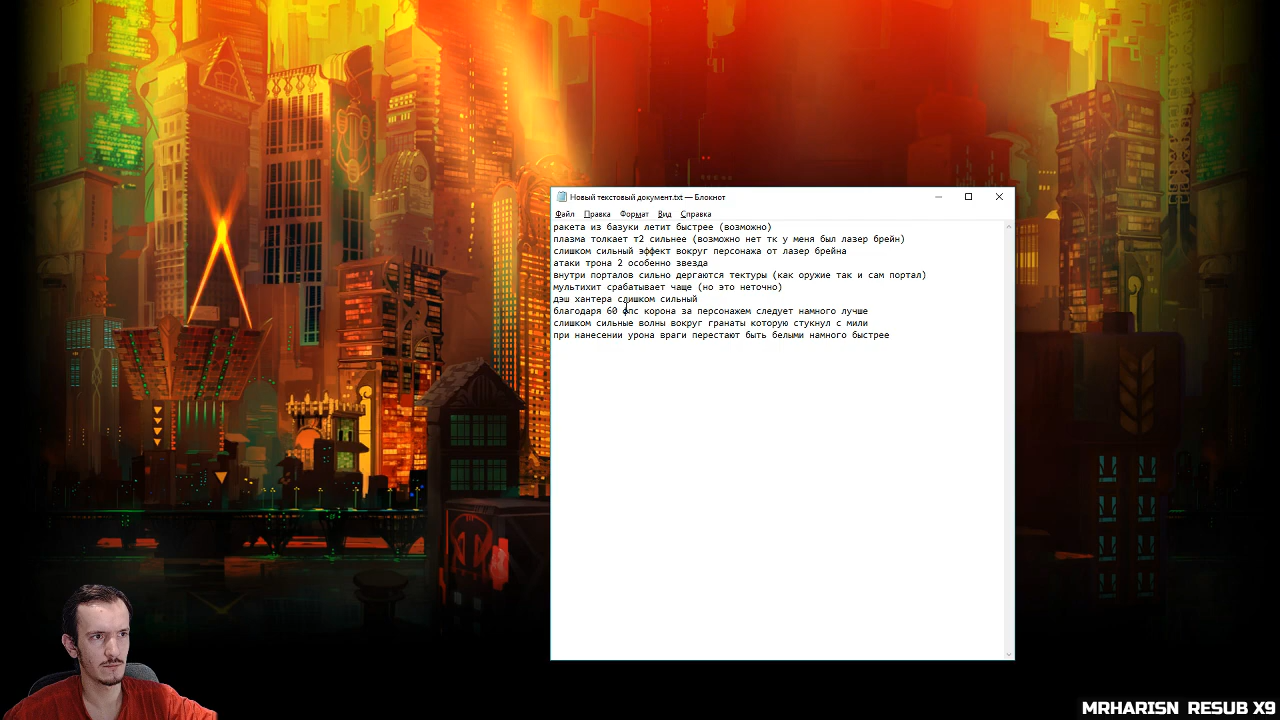 Новый текстовый документ.txt — Блокнот
Файл Правка Формат Вид Справка
ракета из базуки летит быстрее (возможно)
плазма толкает т2 сильнее (возможно нет тк у меня был лазер брейн)
слишком сильный эффект вокруг персонажа от лазер брейна
атаки трона 2 особенно звезда
внутри порталов сильно дергаются тектуры (как оружие так и сам портал)
мультихит срабатывает чаще (но это неточно)
дэш хантера слишком сильный
благодаря 60 фпс корона за персонажем следует намного лучше
слишком сильные волны вокруг гранаты которую стукнул с мили
при нанесении урона враги перестают быть белыми намного быстрее
MRHARISN RESUB X9